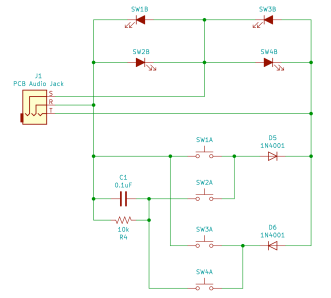 SW1B
SW3B
SW2B
SW4B
J1
PCB Audio Jack
S
R
T
SW1A
D5
1N4001
C1
0.1uF
SW2A
10k
R4
SW3A
D6
1N4001
SW4A